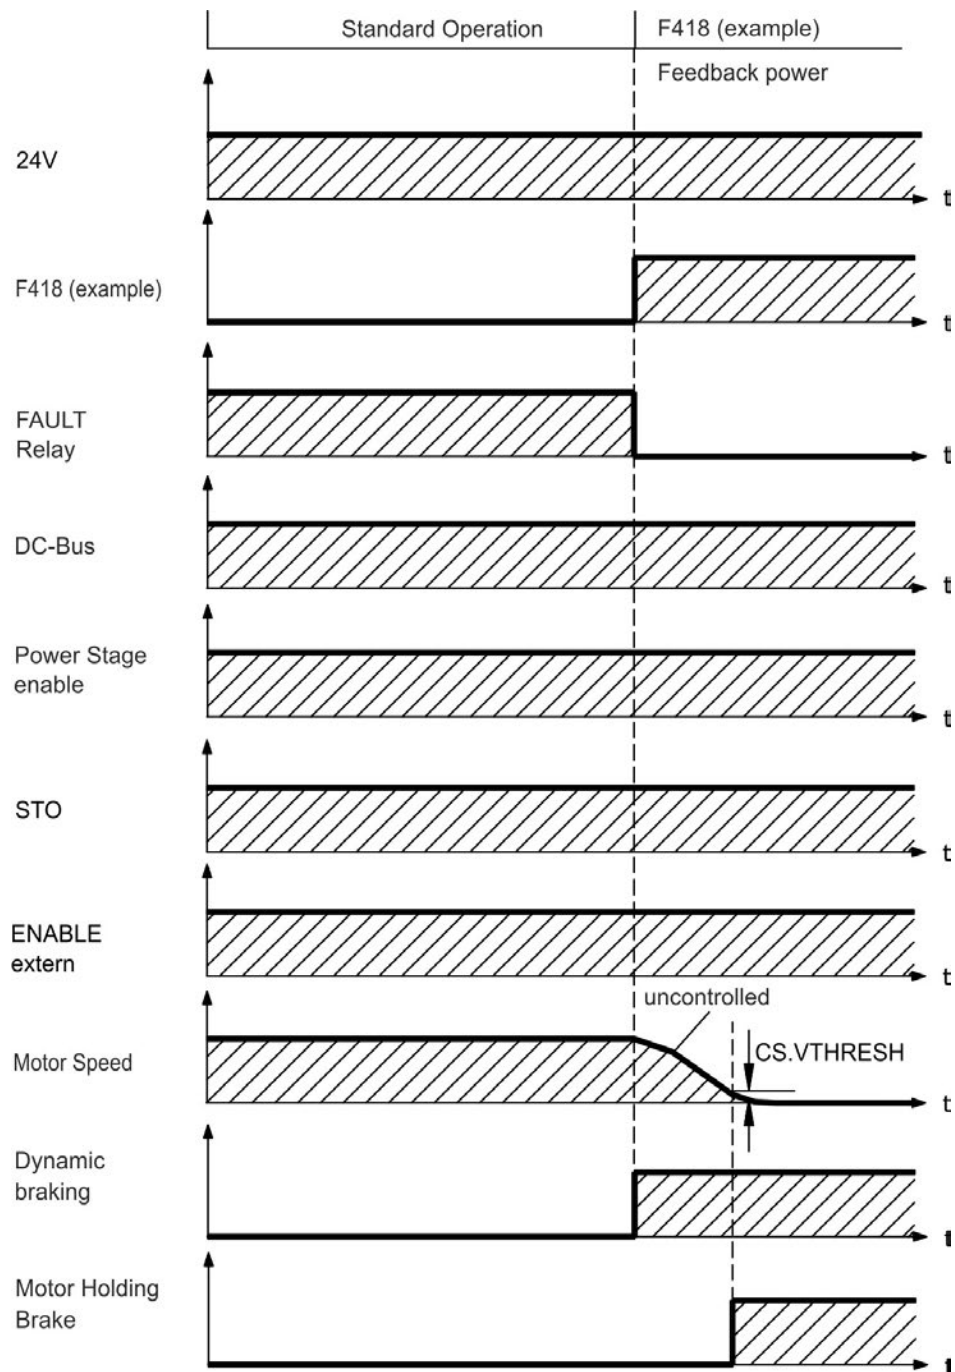 Standard Operation
F418 (example)
Feedback power
24V
t
F418 (example)
t
FAULT
Relay
t
DC-Bus
t
Power Stage
enable
t
STO
t
ENABLE
extern
t
uncontrolled
CS.VTHRESH
Motor Speed
t
Dynamic
braking
t
Motor Holding
Brake
t